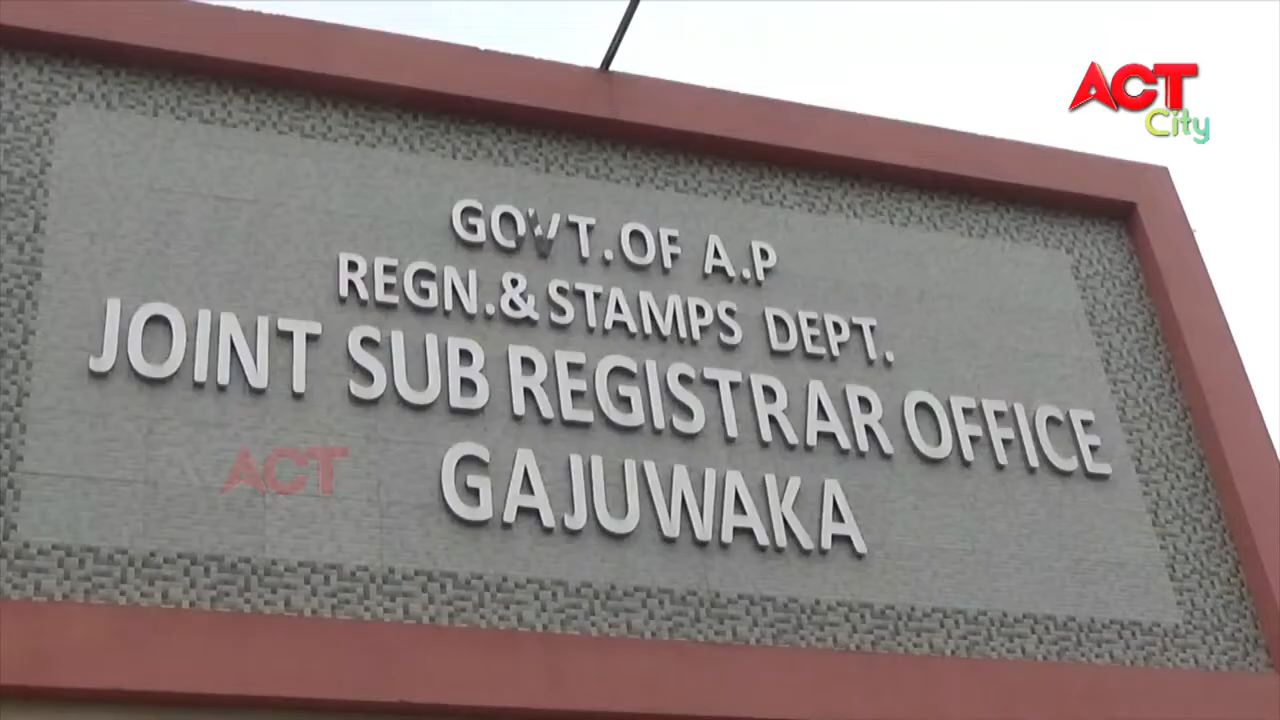 ACT
City
GOVT.OF A.P
REGN.& STAMPS DEPT.
JOINT SUB REGISTRAR OFFICE
GAJUWAKA
ACT